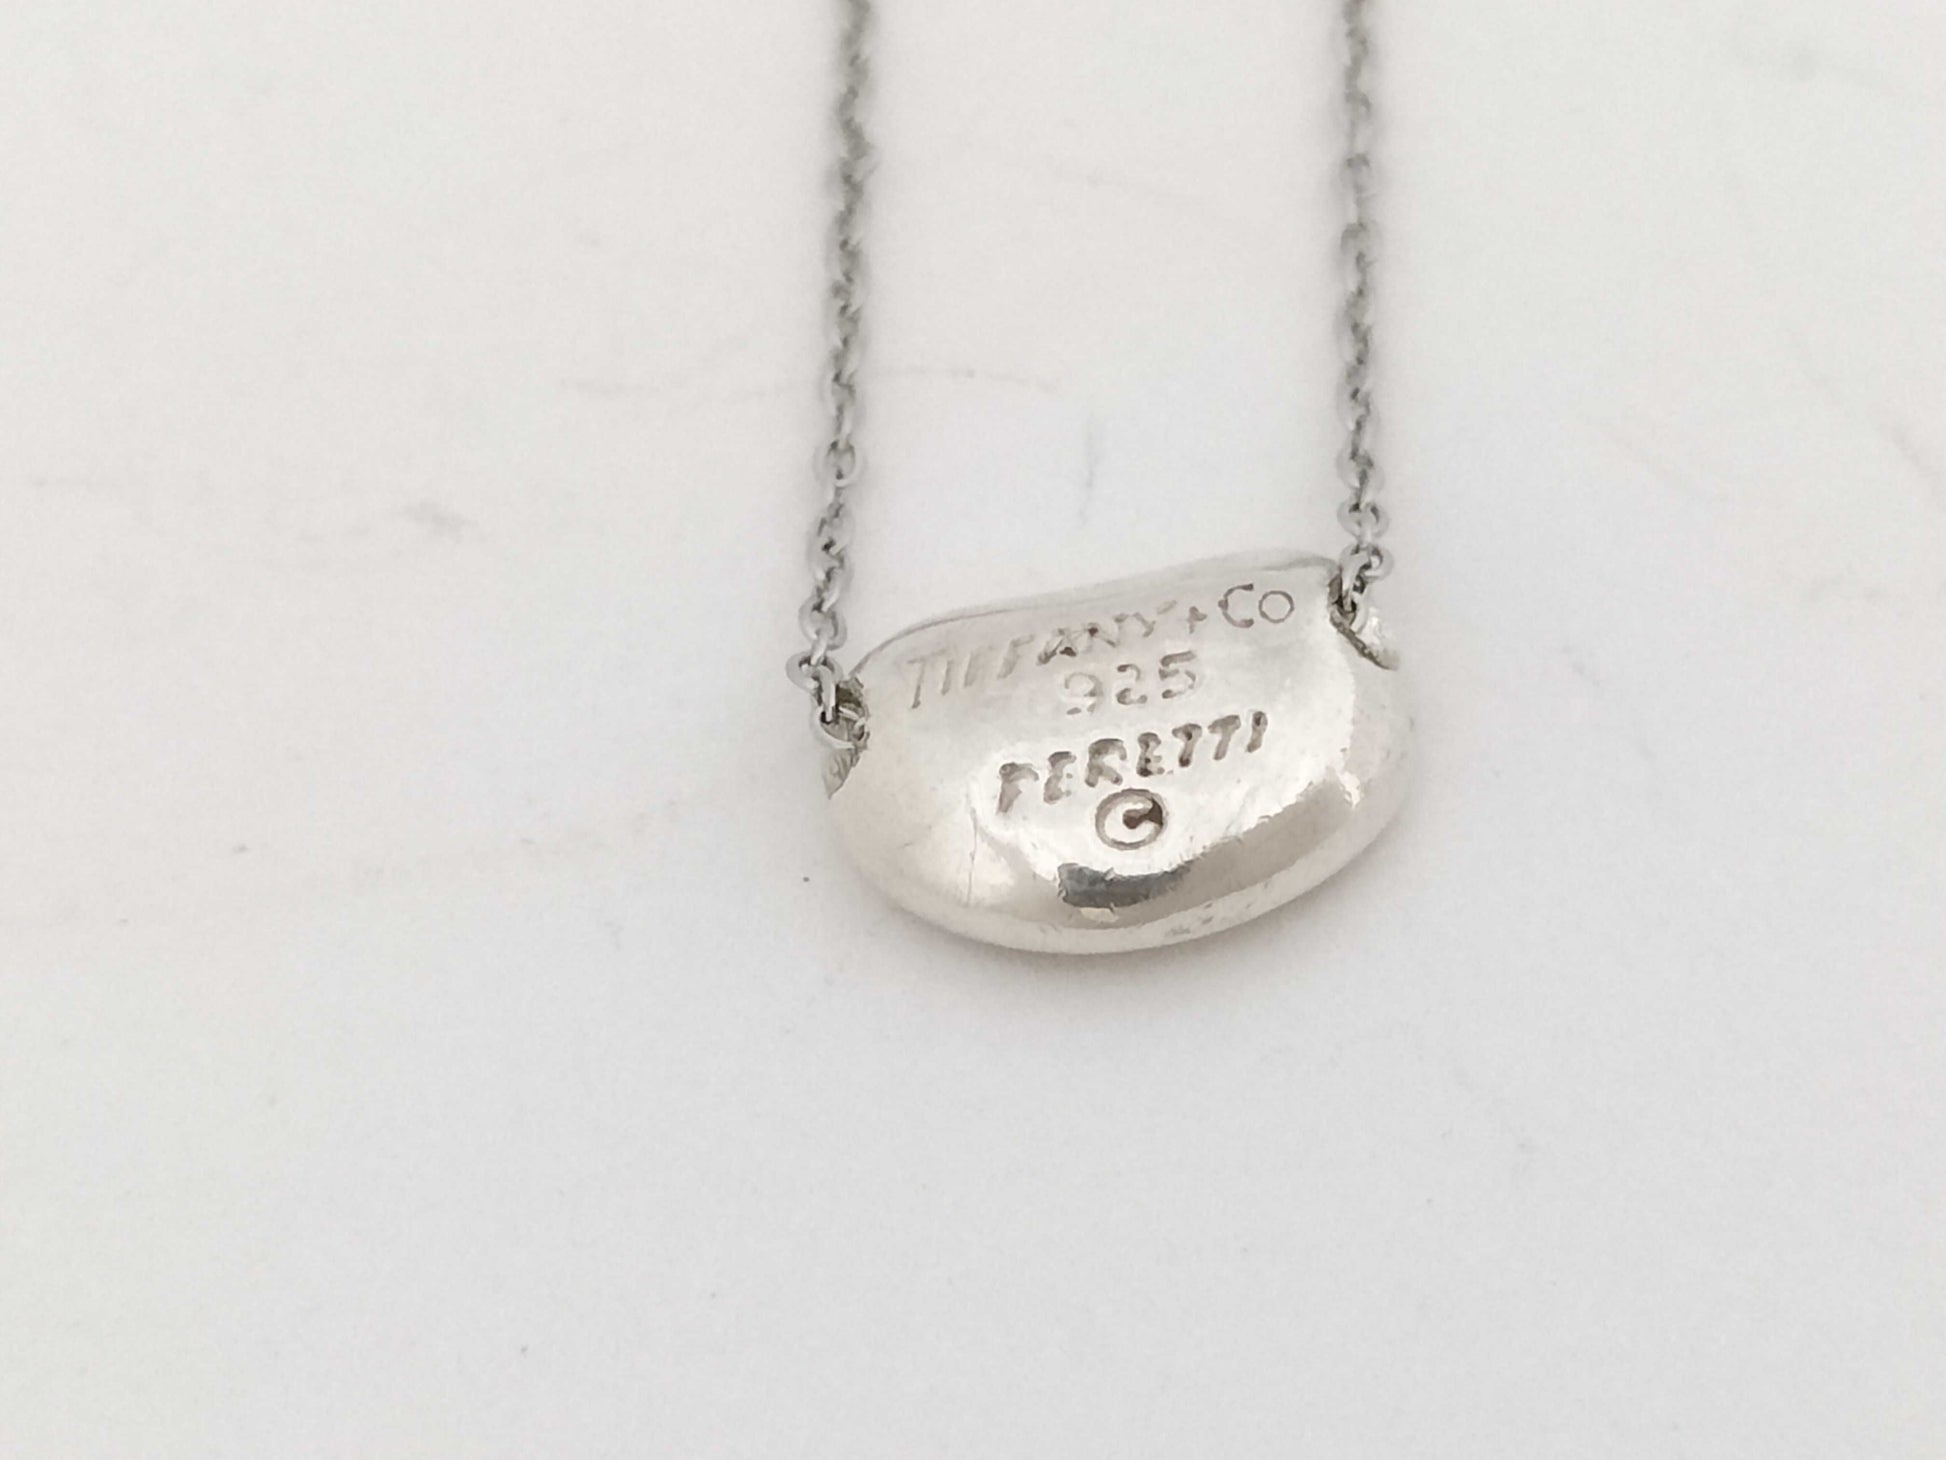 TIFFANY + CO
925
PERETTI
©